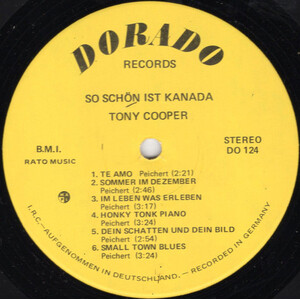 DORADO
RECORDS
SO SCHÖN IST KANADA
TONY COOPER
B.M.I.
RATO MUSIC
STEREO
DO 124
1. TE AMO Peichert (2:21)
2. SOMMER IM DEZEMBER
Peichert (2:46)
3. IM LEBEN WAS ERLEBEN
Peichert (3:17)
4. HONKY TONK PIANO
Peichert (3:24)
5. DEIN SCHATTEN UND DEIN BILD
Peichert (2:54)
6. SMALL TOWN BLUES
Peichert (3:24)
I.R.C.-AUFGENOMMEN IN DEUTSCHLAND.-RECORDED IN GERMANY